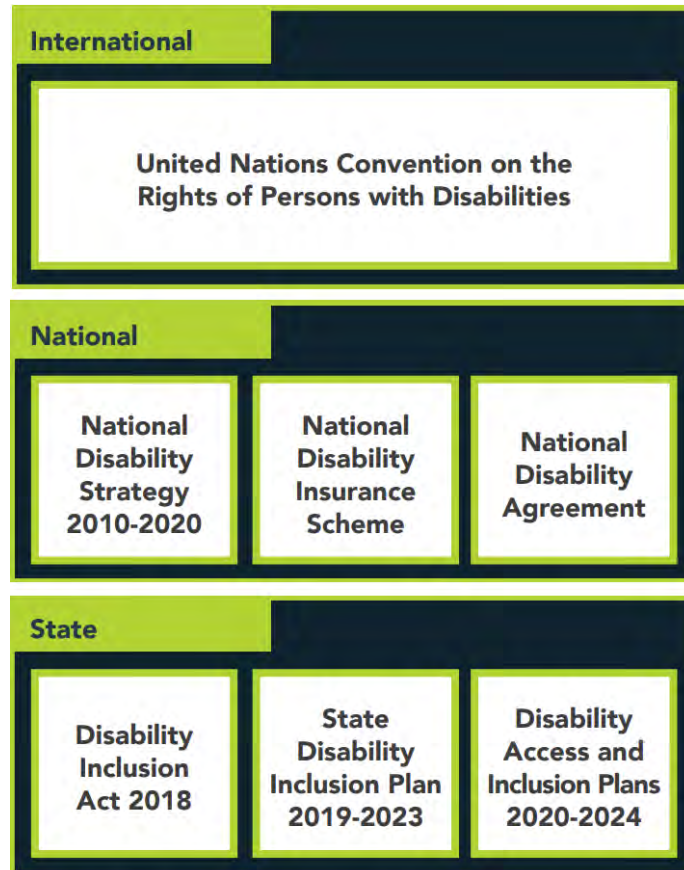 International
United Nations Convention on the
Rights of Persons with Disabilities
National
National
Disability
Strategy
2010-2020
National
Disability
Insurance
Scheme
National
Disability
Agreement
State
Disability
Inclusion
Act 2018
State
Disability
Inclusion Plan
2019-2023
Disability
Access and
Inclusion Plans
2020-2024